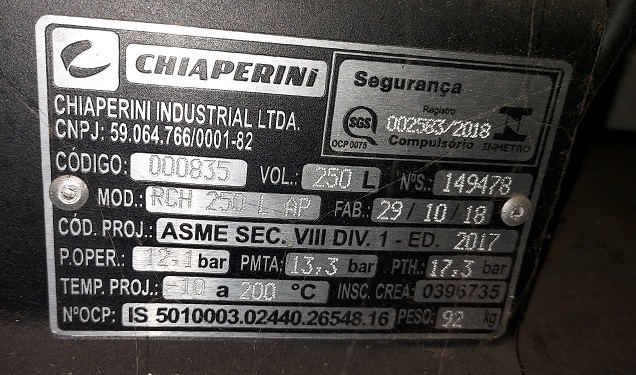 CHIAPERINI
CHIAPERINI INDUSTRIAL LTDA.
CNPJ: 59.064.766/0001-82
Segurança
SGS
OCP 0075
Registro
002583/2018
Compulsório
INMETRO
CÓDIGO: 000835 VOL.: 250 L NºS.: 149478
MOD.: RCH 250 L AP FAB.: 29/10/18
CÓD. PROJ.: ASME SEC. VIII DIV. 1 - ED. 2017
P.OPER.: 12,1 bar PMTA: 13,3 bar PTH: 17,3 bar
TEMP. PROJ.: -10 a 200 °C INSC. CREA: 0396735
NºOCP: IS 5010003.02440.26548.16 PESO: 92 kg